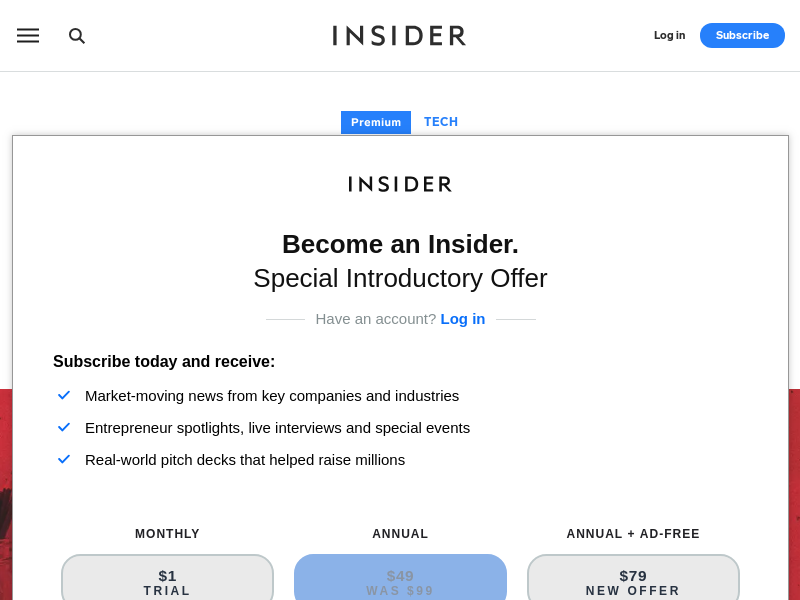 INSIDER
Log in
Subscribe
Premium
TECH
INSIDER
Become an Insider.
Special Introductory Offer
Have an account? Log in
Subscribe today and receive:
Market-moving news from key companies and industries
Entrepreneur spotlights, live interviews and special events
Real-world pitch decks that helped raise millions
MONTHLY
$1
TRIAL
ANNUAL
$49
WAS $99
ANNUAL + AD-FREE
$79
NEW OFFER